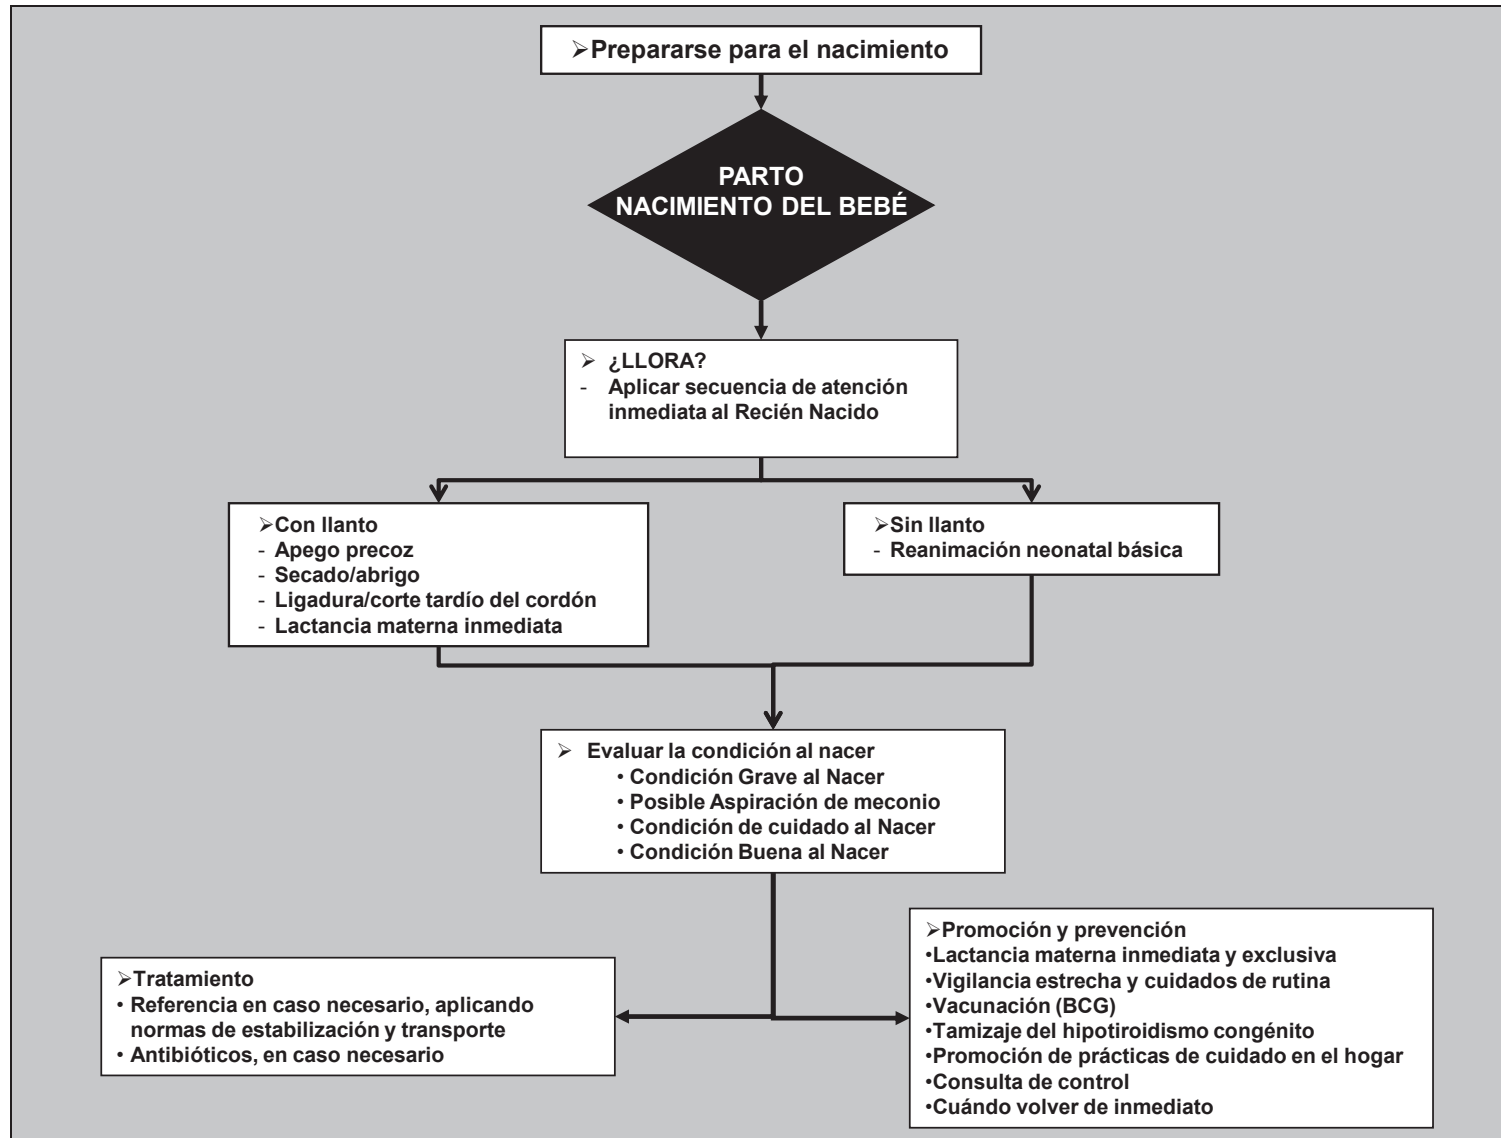 ➢Prepararse para el nacimiento
PARTO
NACIMIENTO DEL BEBÉ
➢ ¿LLORA?
- Aplicar secuencia de atención
inmediata al Recién Nacido
➢Con llanto
- Apego precoz
- Secado/abrigo
- Ligadura/corte tardío del cordón
- Lactancia materna inmediata
➢Sin llanto
- Reanimación neonatal básica
➢ Evaluar la condición al nacer
• Condición Grave al Nacer
• Posible Aspiración de meconio
• Condición de cuidado al Nacer
• Condición Buena al Nacer
➢Tratamiento
• Referencia en caso necesario, aplicando
normas de estabilización y transporte
• Antibióticos, en caso necesario
➢Promoción y prevención
•Lactancia materna inmediata y exclusiva
•Vigilancia estrecha y cuidados de rutina
•Vacunación (BCG)
•Tamizaje del hipotiroidismo congénito
•Promoción de prácticas de cuidado en el hogar
•Consulta de control
•Cuándo volver de inmediato